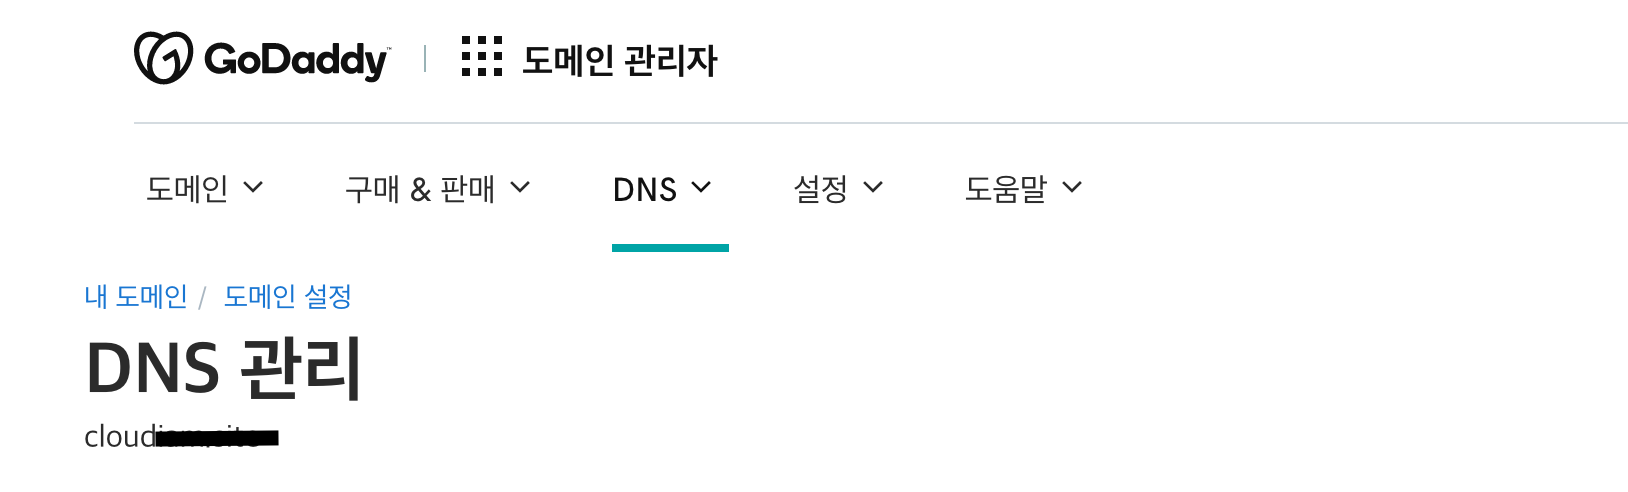 GoDaddy™ 도메인 관리자
도메인 구매 & 판매 DNS 설정 도움말
내 도메인 / 도메인 설정
DNS 관리
cloud